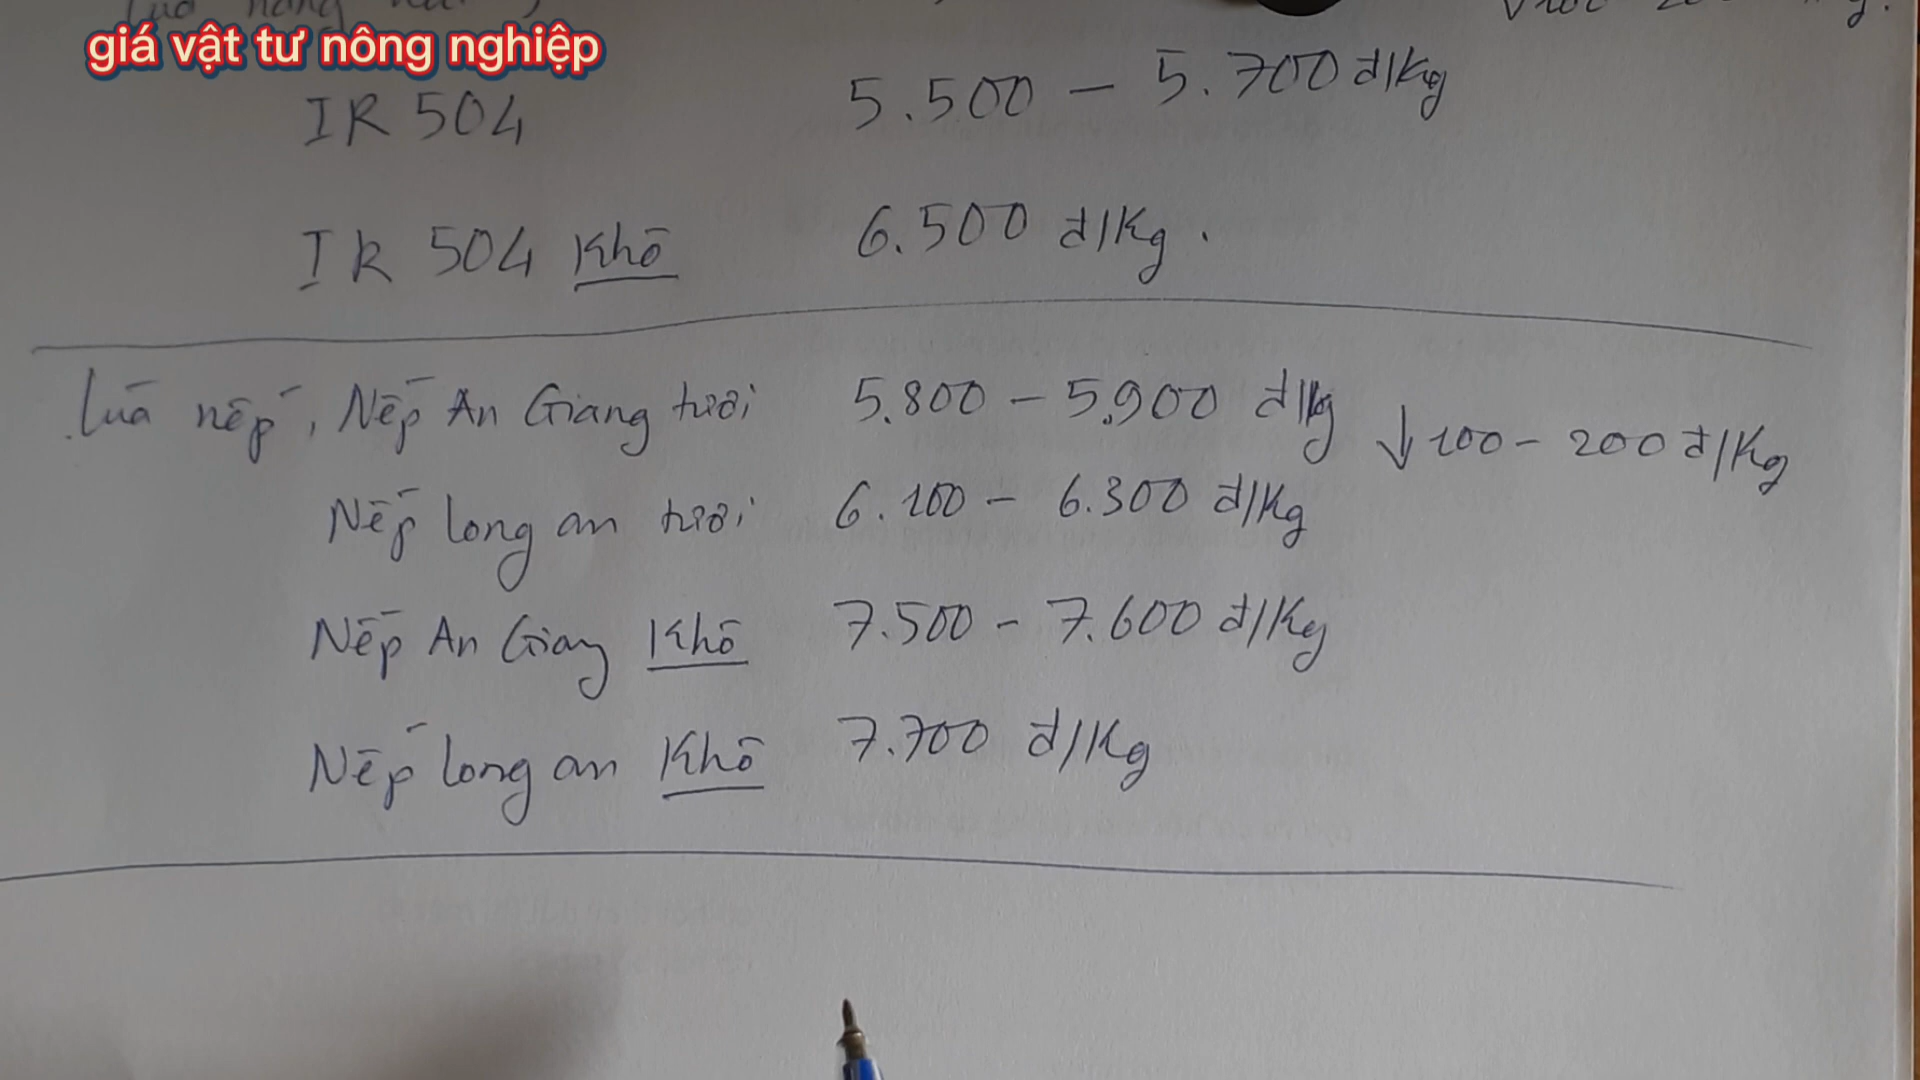 giá vật tư nông nghiệp
IR 504 5.500 - 5.700 đ/kg
IR 504 Khô 6.500 đ/kg.
Lúa nếp, Nếp An Giang tươi 5.800 - 5.900 đ/kg ↓ 100 - 200 đ/kg
Nếp long an tươi 6.100 - 6.300 đ/kg
Nếp An Giang Khô 7.500 - 7.600 đ/kg
Nếp long an Khô 7.700 đ/kg